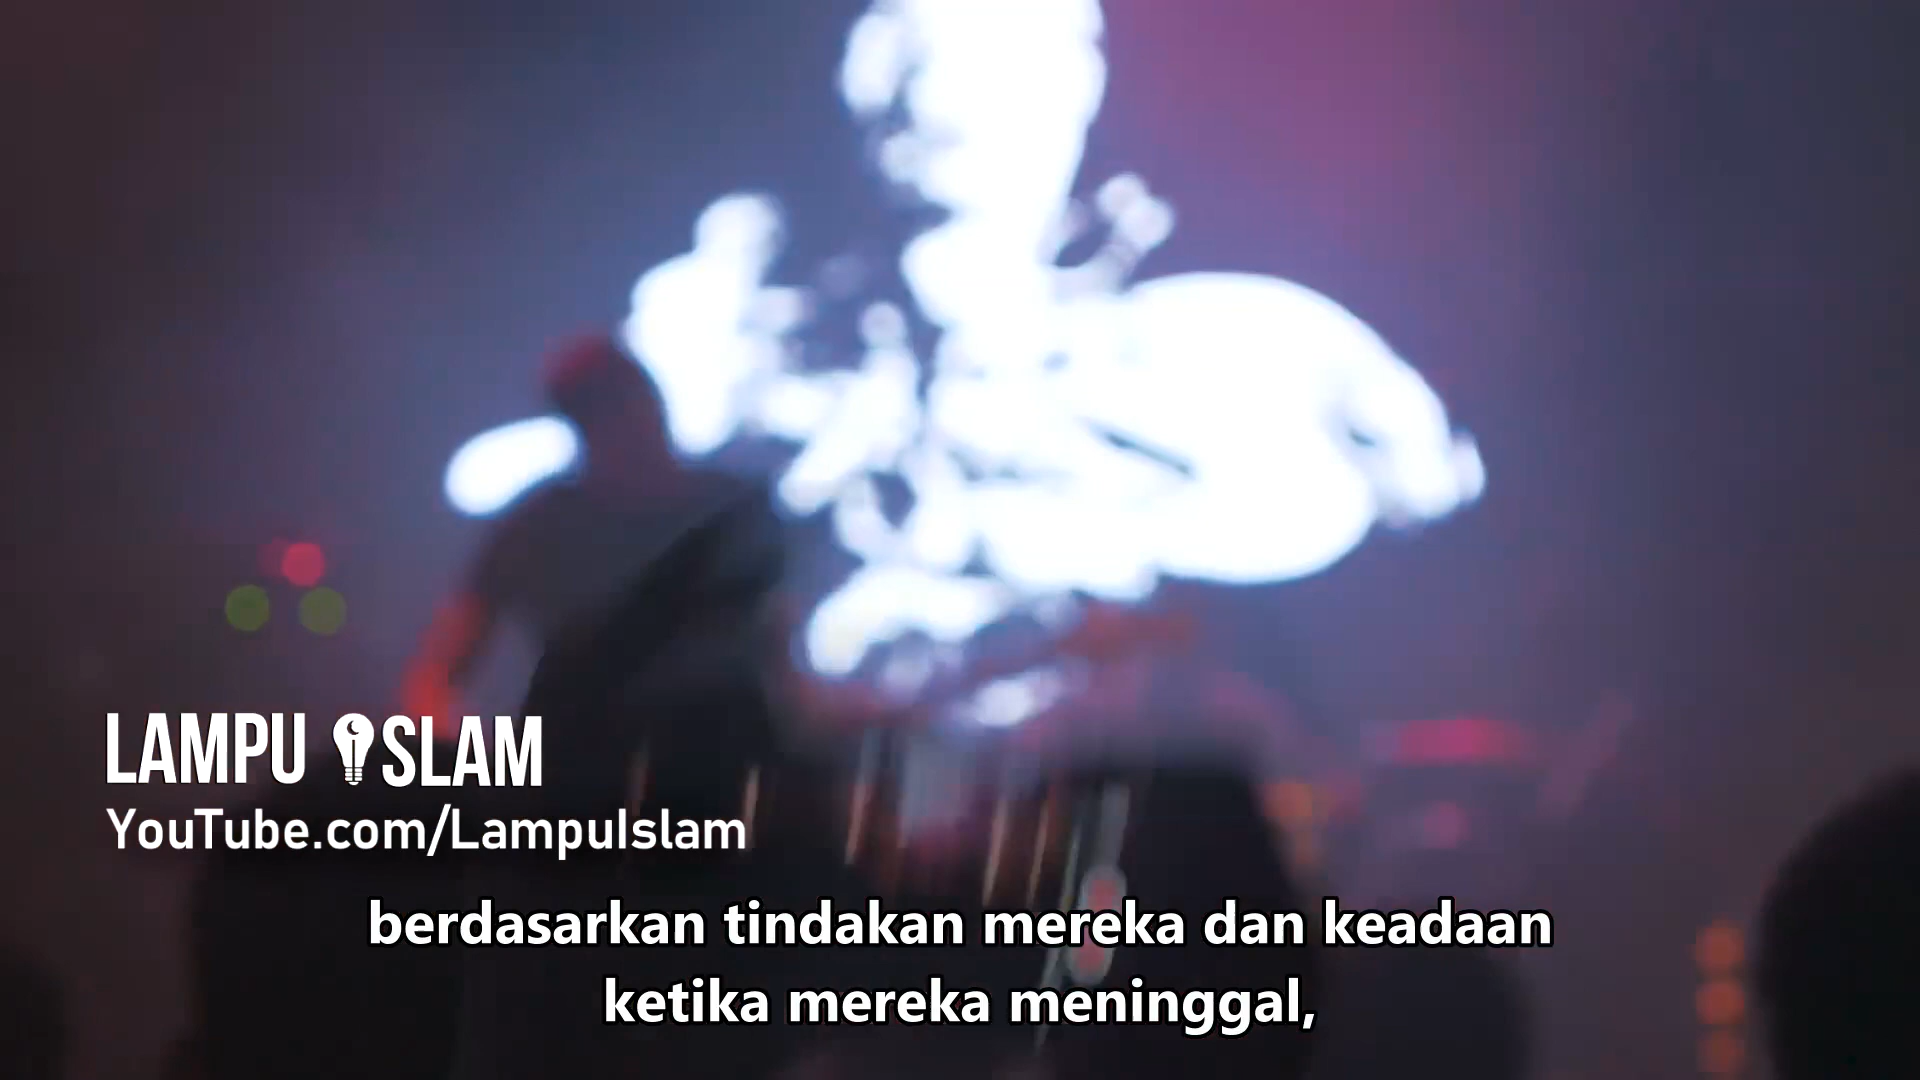 LAMPU ISLAM
YouTube.com/LampuIslam
berdasarkan tindakan mereka dan keadaan
ketika mereka meninggal,